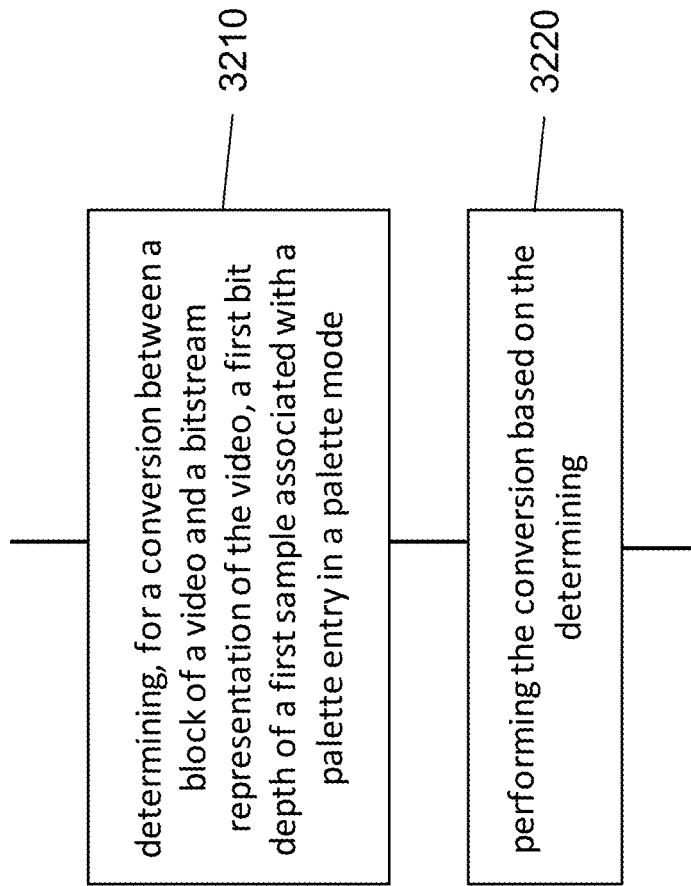 determining, for a conversion between a
block of a video and a bitstream
representation of the video, a first bit
depth of a first sample associated with a
palette entry in a palette mode
3210
performing the conversion based on the
determining
3220